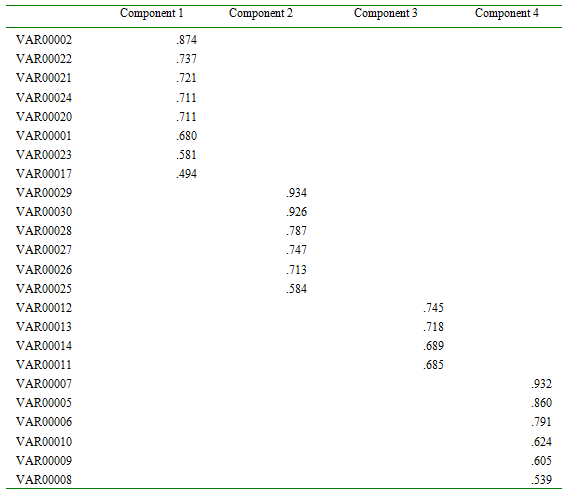 Component 1 Component 2 Component 3 Component 4
VAR00002 .874
VAR00022 .737
VAR00021 .721
VAR00024 .711
VAR00020 .711
VAR00001 .680
VAR00023 .581
VAR00017 .494
VAR00029 .934
VAR00030 .926
VAR00028 .787
VAR00027 .747
VAR00026 .713
VAR00025 .584
VAR00012 .745
VAR00013 .718
VAR00014 .689
VAR00011 .685
VAR00007 .932
VAR00005 .860
VAR00006 .791
VAR00010 .624
VAR00009 .605
VAR00008 .539